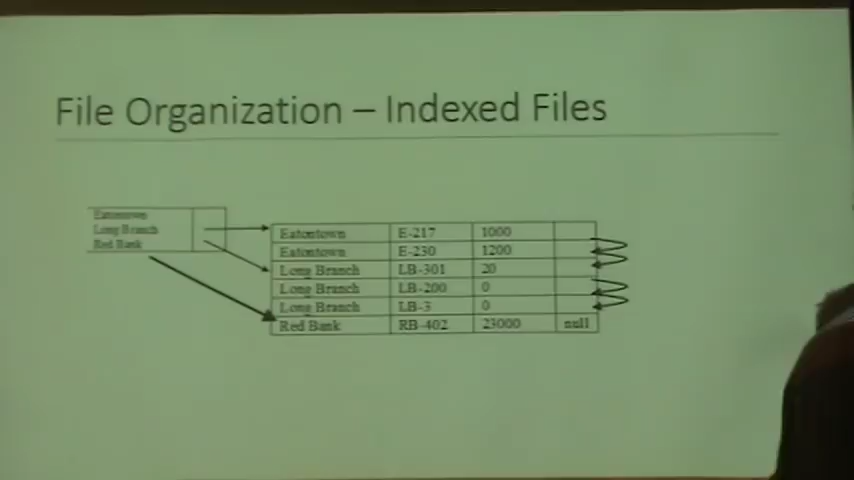 File Organization – Indexed Files
Eatontown
Long Branch
Red Bank
Eatontown E-217 1000
Eatontown E-230 1200
Long Branch LB-301 20
Long Branch LB-200 0
Long Branch LB-3 0
Red Bank RB-402 23000 null